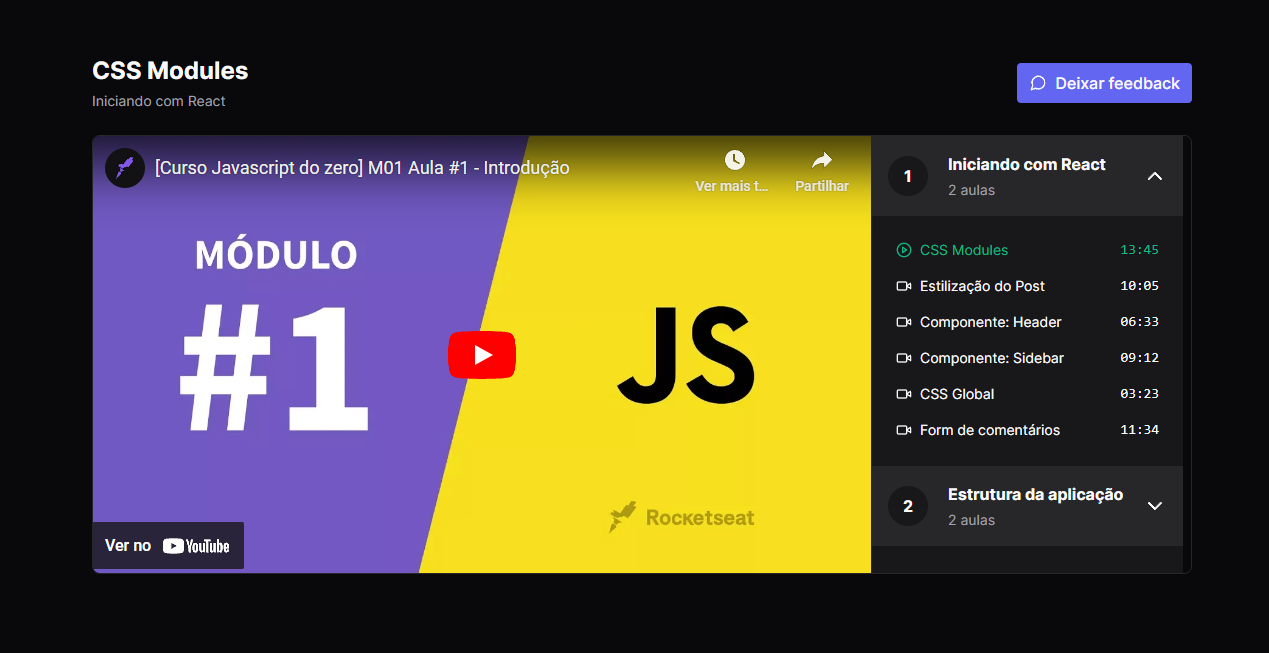 CSS Modules
Iniciando com React
Deixar feedback
[Curso Javascript do zero] M01 Aula #1 - Introdução
Ver mais t...
Partilhar
MÓDULO
#1
JS
Rocketseat
Ver no YouTube
1
Iniciando com React
2 aulas
CSS Modules 13:45
Estilização do Post 10:05
Componente: Header 06:33
Componente: Sidebar 09:12
CSS Global 03:23
Form de comentários 11:34
2
Estrutura da aplicação
2 aulas